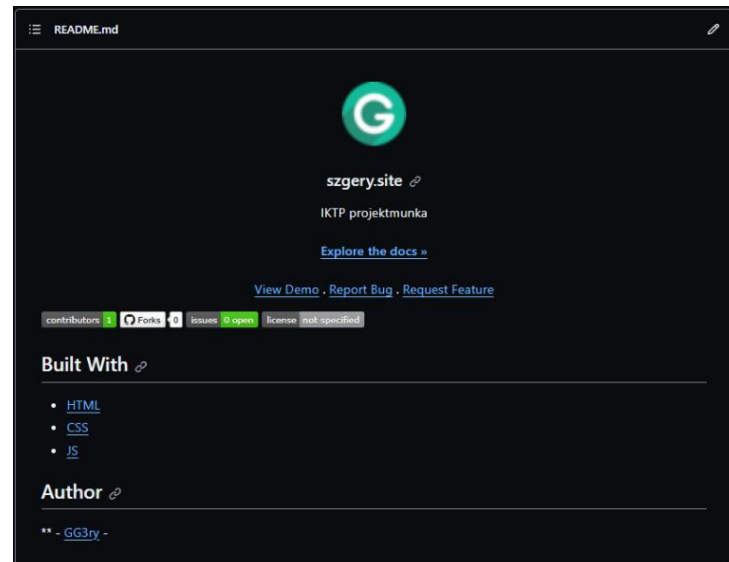 README.md
G
szgery.site
IKTP projektmunka
Explore the docs »
View Demo . Report Bug . Request Feature
contributors 1 Forks 0 issues 0 open license not specified
Built With
• HTML
• CSS
• JS
Author
** - GG3ry -